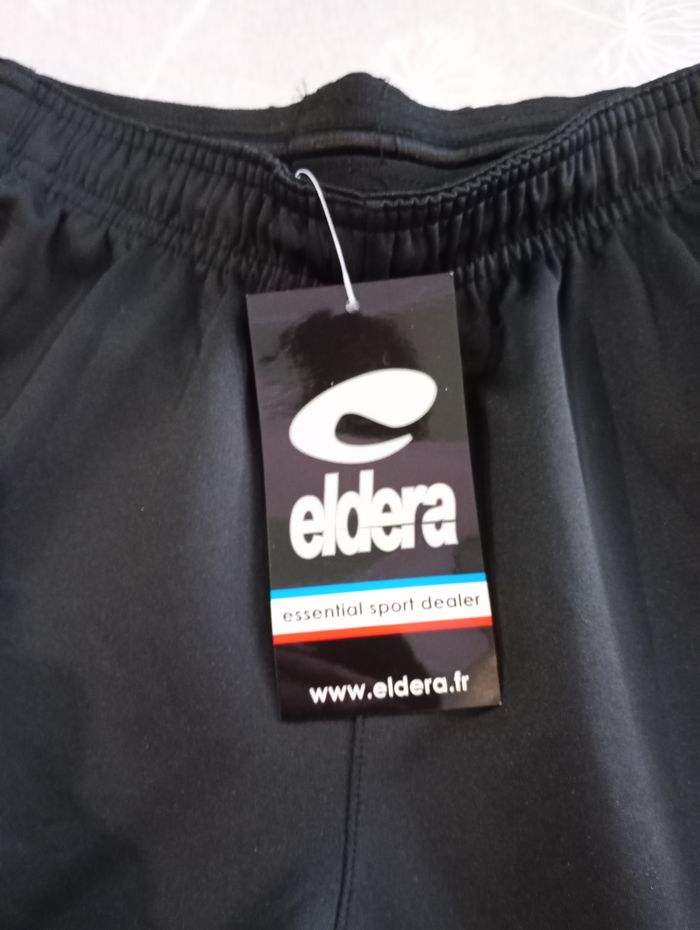 eldera
essential sport dealer
www.eldera.fr